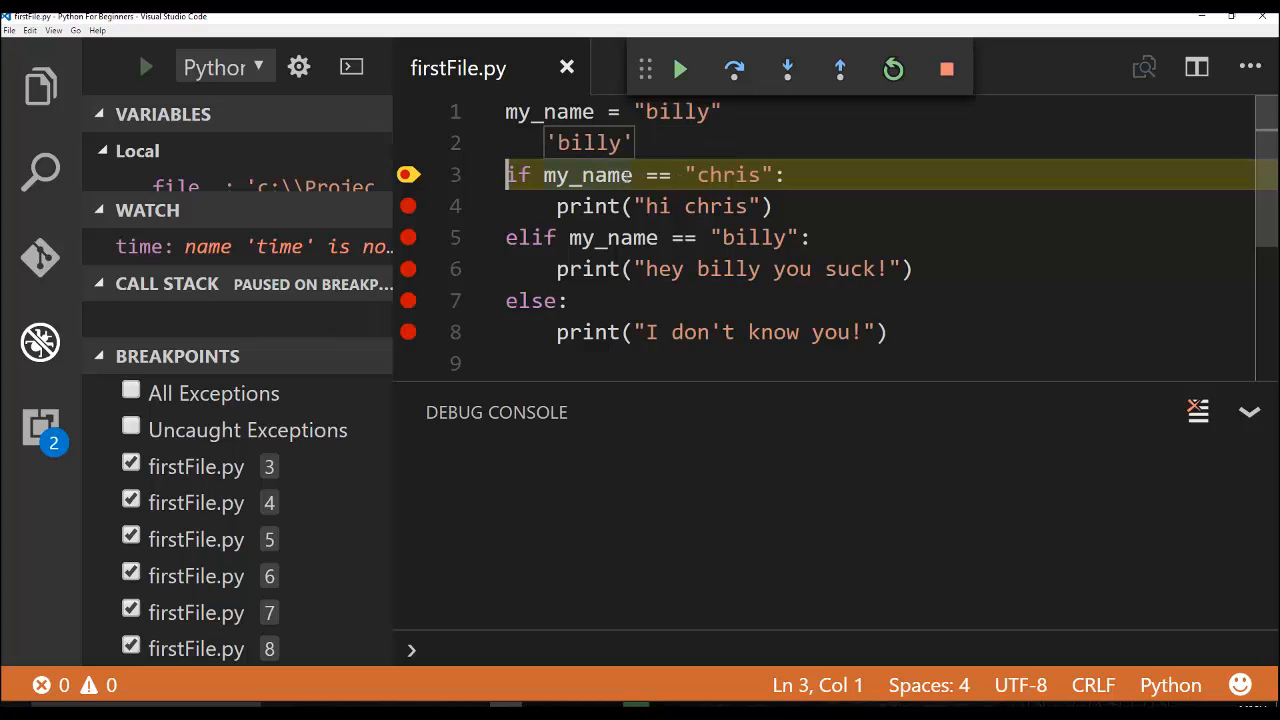 firstFile.py - Python For Beginners - Visual Studio Code
File Edit View Go Help
Python
firstFile.py
VARIABLES
Local
file : 'c:\\Projec
WATCH
time: name 'time' is no...
CALL STACK PAUSED ON BREAKP...
BREAKPOINTS
All Exceptions
Uncaught Exceptions
firstFile.py 3
firstFile.py 4
firstFile.py 5
firstFile.py 6
firstFile.py 7
firstFile.py 8
1 my_name = "billy"
2 'billy'
3 if my_name == "chris":
4 print("hi chris")
5 elif my_name == "billy":
6 print("hey billy you suck!")
7 else:
8 print("I don't know you!")
9
DEBUG CONSOLE
2
0 0
Ln 3, Col 1 Spaces: 4 UTF-8 CRLF Python